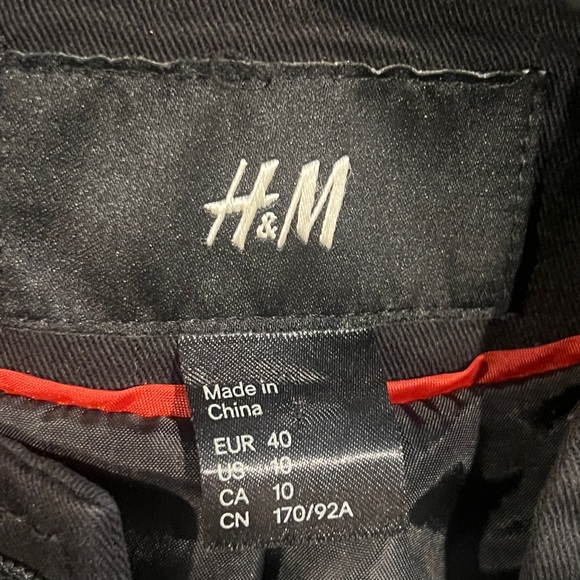 H&M
Made in
China
EUR 40
US 10
CA 10
CN 170/92A